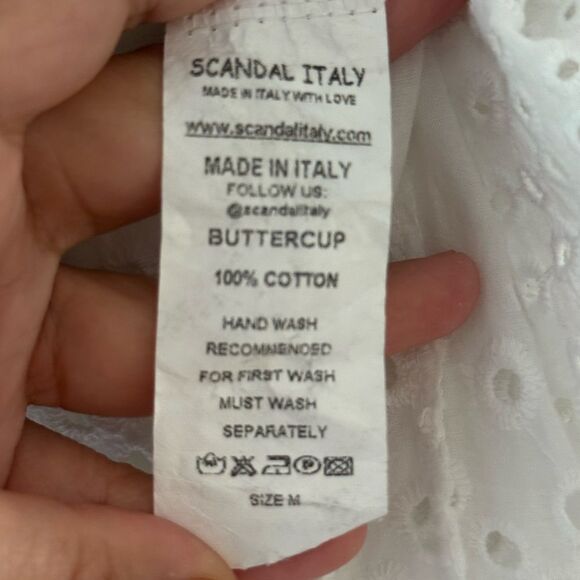 SCANDAL ITALY
MADE IN ITALY WITH LOVE
www.scandalitaly.com
MADE IN ITALY
FOLLOW US:
@scandalitaly
BUTTERCUP
100% COTTON
HAND WASH
RECOMMENDED
FOR FIRST WASH
MUST WASH
SEPARATELY
SIZE M